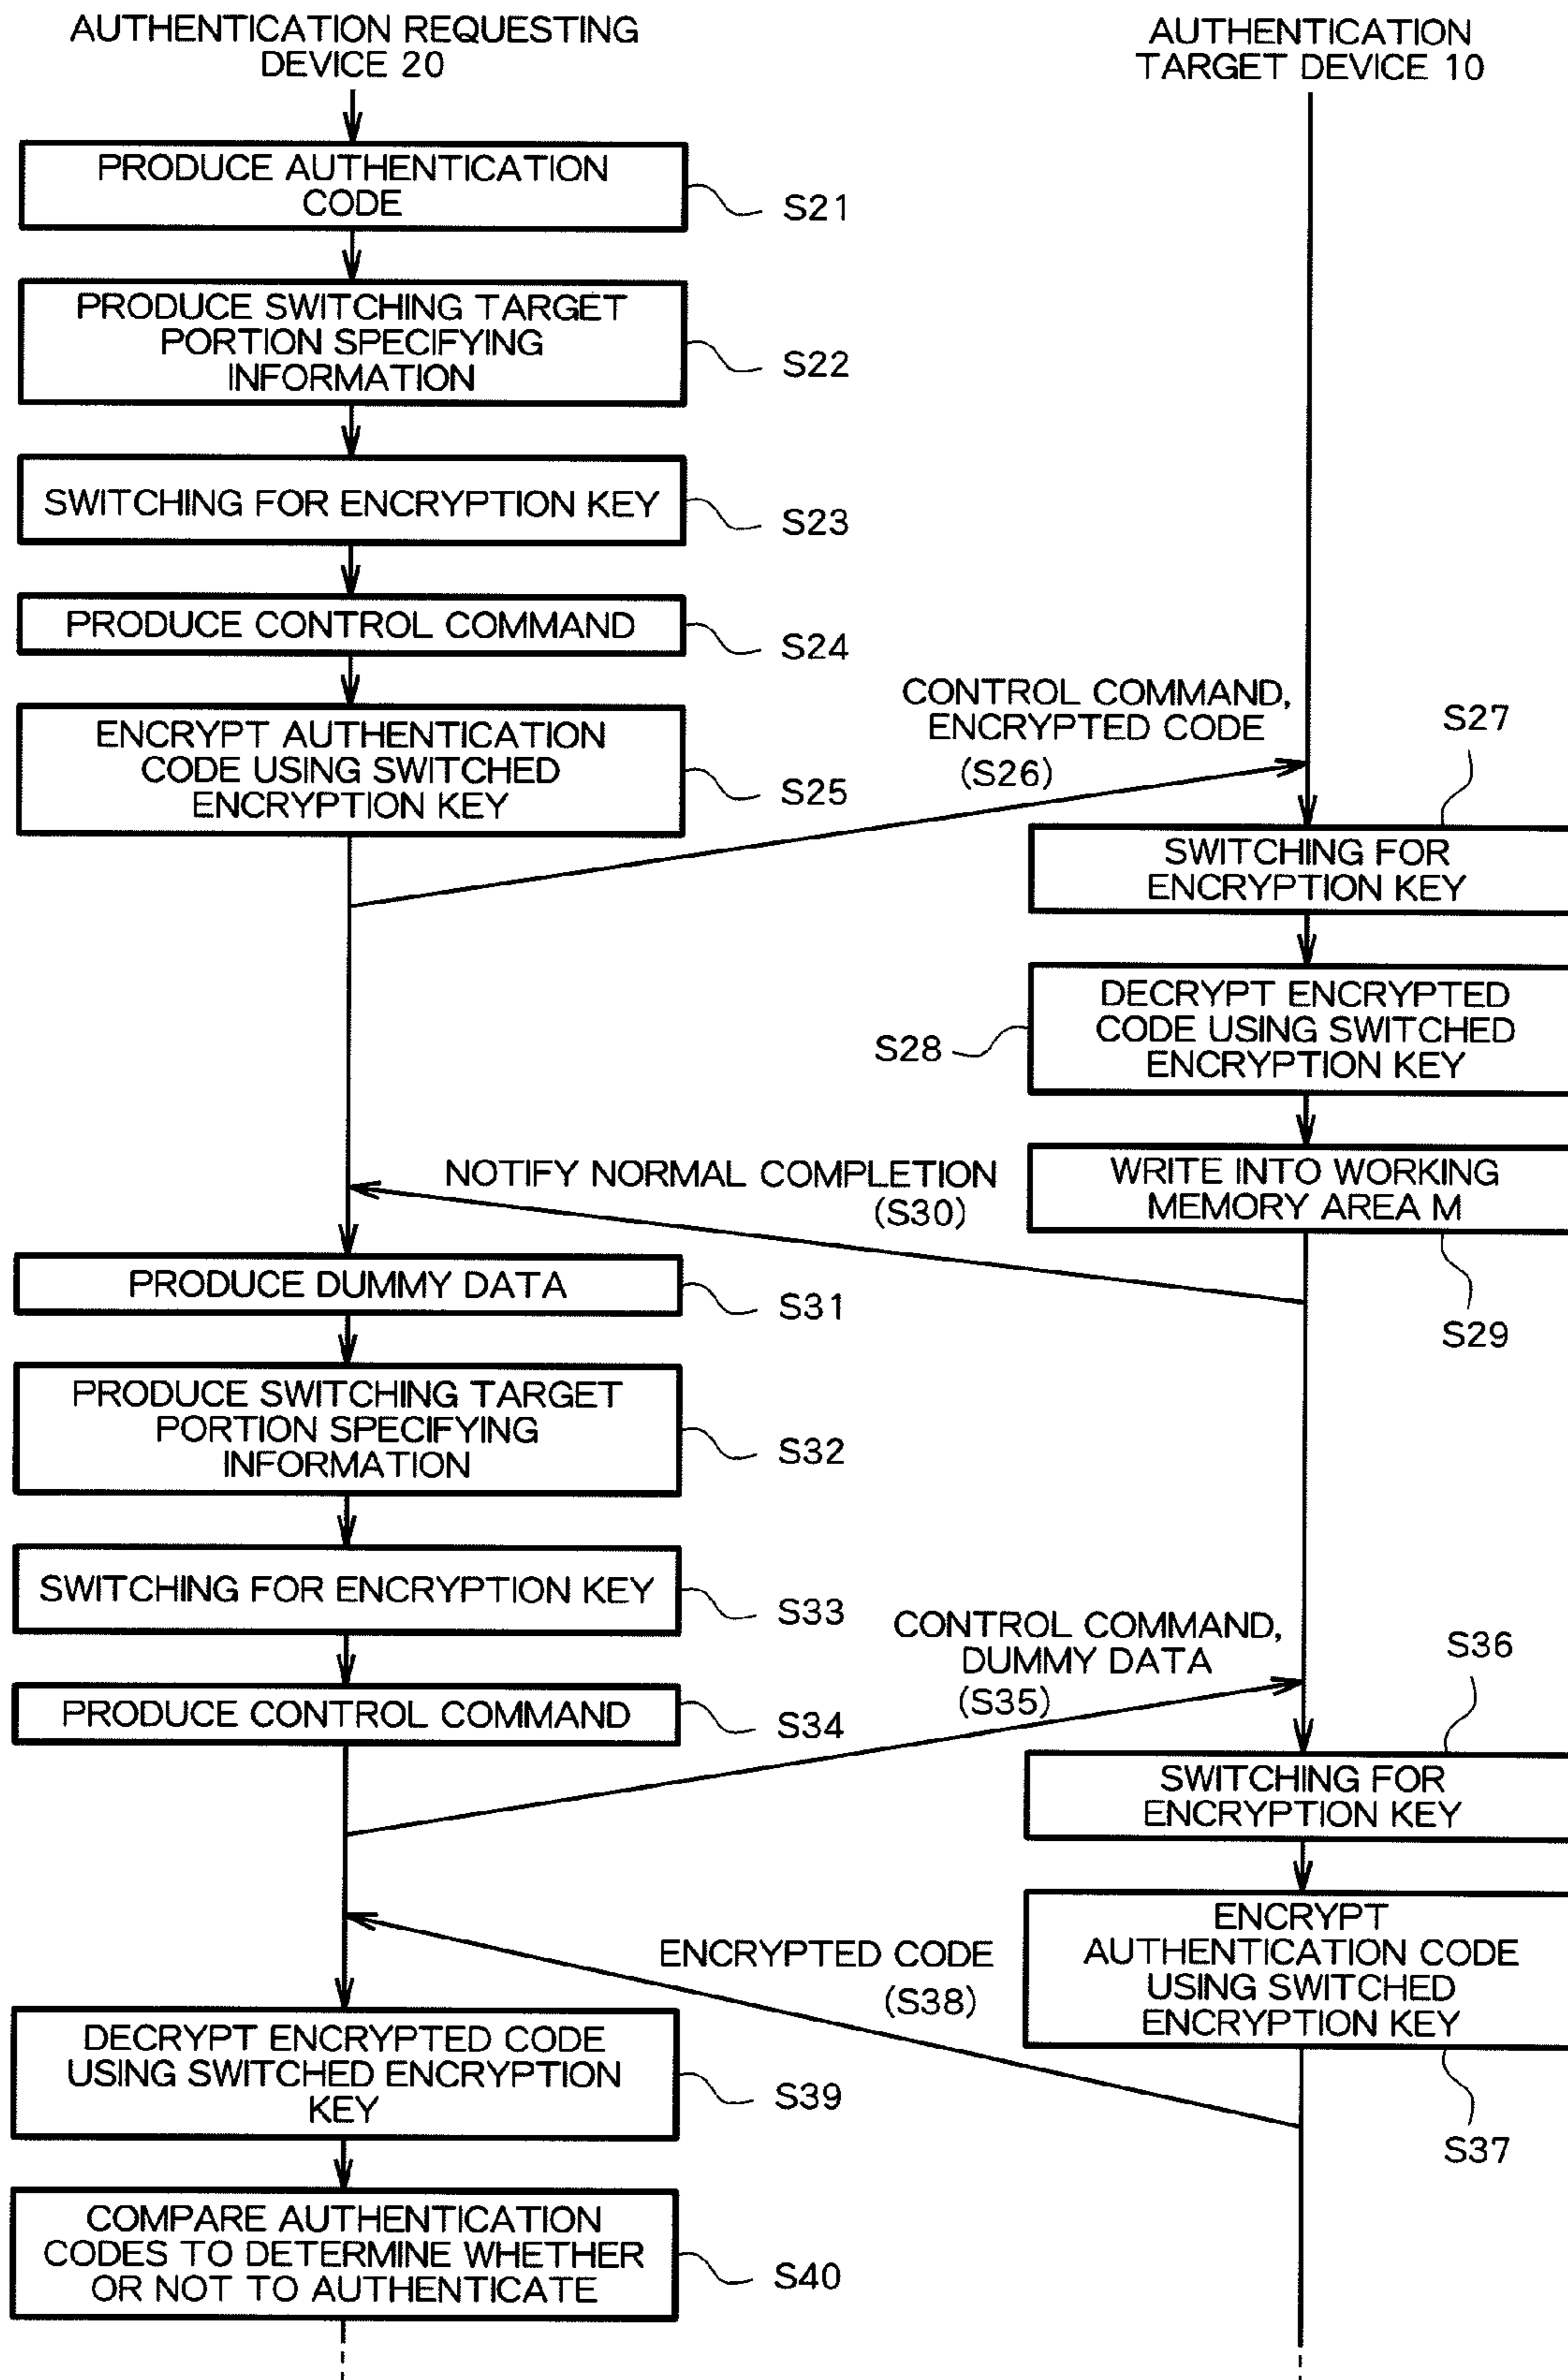 AUTHENTICATION REQUESTING
DEVICE 20
AUTHENTICATION
TARGET DEVICE 10
PRODUCE AUTHENTICATION
CODE
S21
PRODUCE SWITCHING TARGET
PORTION SPECIFYING
INFORMATION
S22
SWITCHING FOR ENCRYPTION KEY
S23
PRODUCE CONTROL COMMAND
S24
ENCRYPT AUTHENTICATION
CODE USING SWITCHED
ENCRYPTION KEY
S25
CONTROL COMMAND,
ENCRYPTED CODE
(S26)
S27
SWITCHING FOR
ENCRYPTION KEY
DECRYPT ENCRYPTED
CODE USING SWITCHED
ENCRYPTION KEY
S28
WRITE INTO WORKING
MEMORY AREA M
S29
NOTIFY NORMAL COMPLETION
(S30)
PRODUCE DUMMY DATA
S31
PRODUCE SWITCHING TARGET
PORTION SPECIFYING
INFORMATION
S32
SWITCHING FOR ENCRYPTION KEY
S33
PRODUCE CONTROL COMMAND
S34
CONTROL COMMAND,
DUMMY DATA
(S35)
S36
SWITCHING FOR
ENCRYPTION KEY
ENCRYPT
AUTHENTICATION CODE
USING SWITCHED
ENCRYPTION KEY
S37
ENCRYPTED CODE
(S38)
DECRYPT ENCRYPTED CODE
USING SWITCHED ENCRYPTION
KEY
S39
COMPARE AUTHENTICATION
CODES TO DETERMINE WHETHER
OR NOT TO AUTHENTICATE
S40